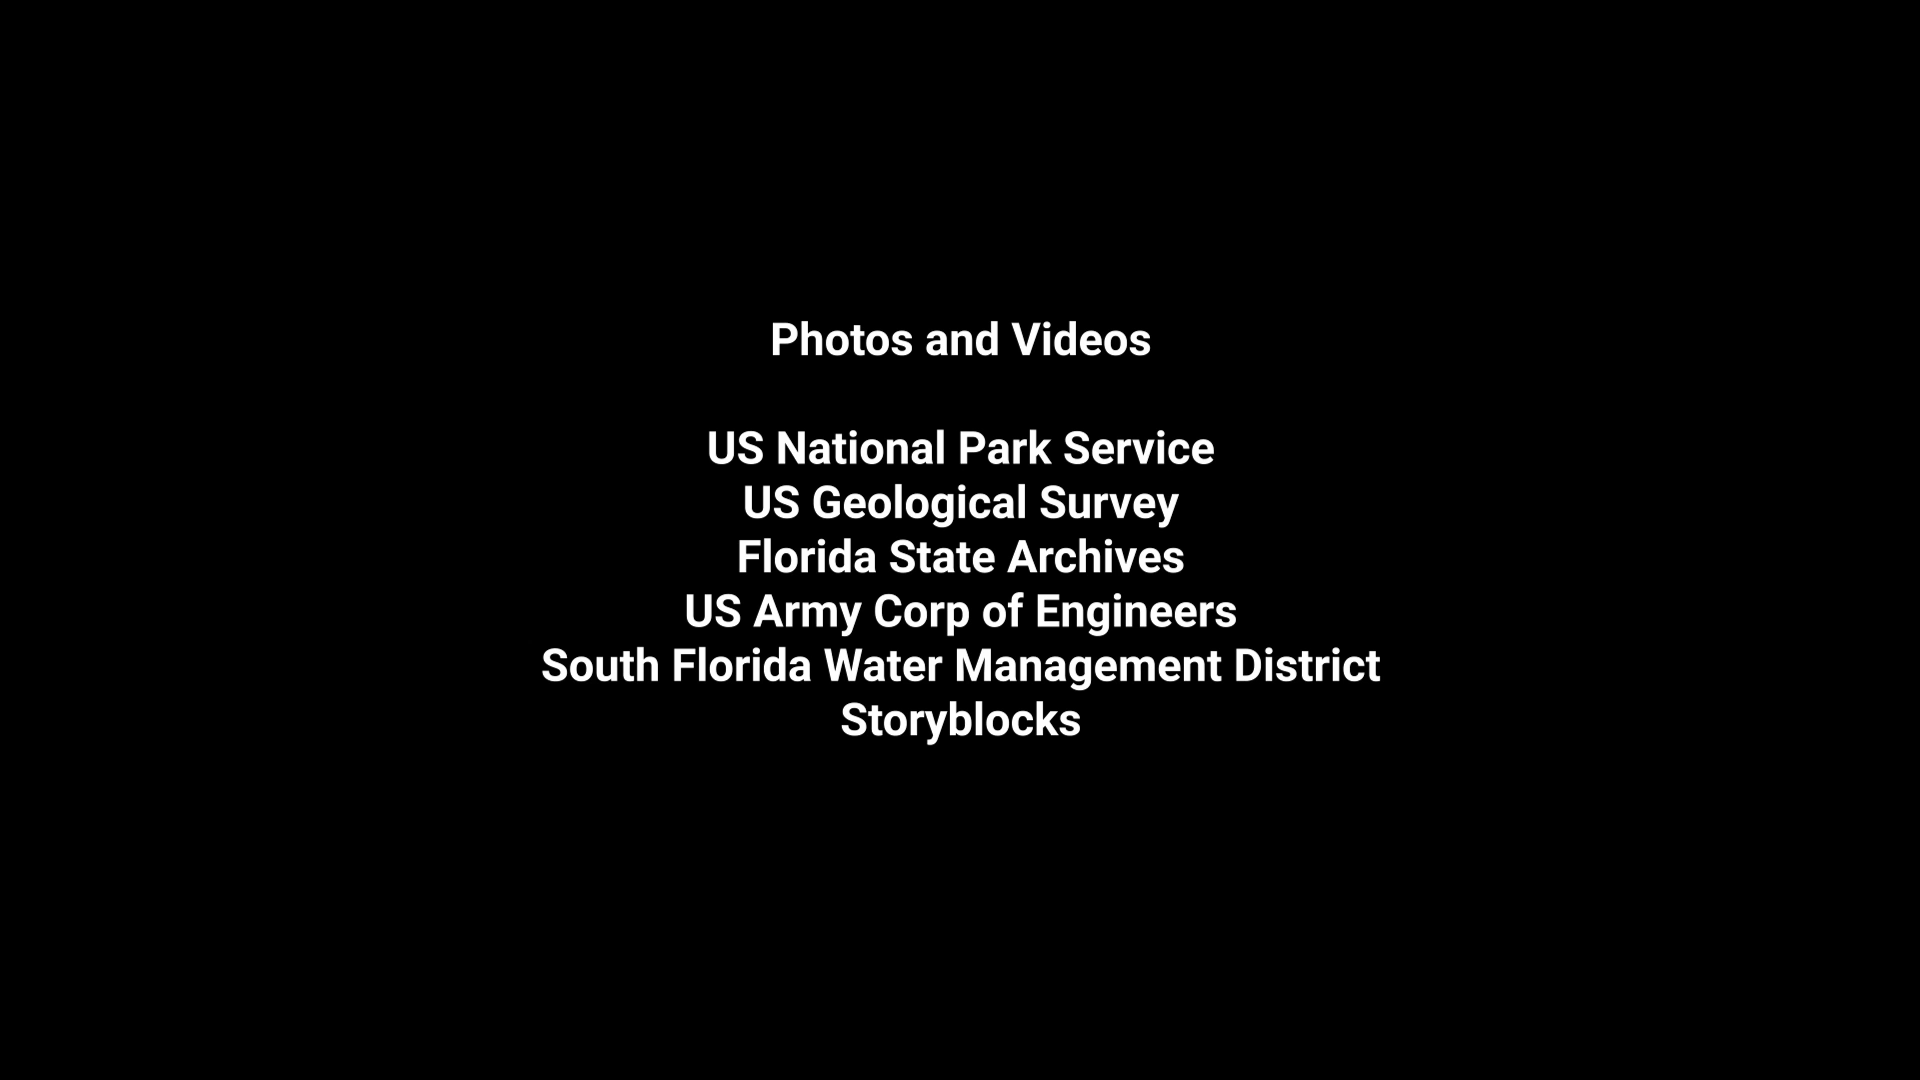 Photos and Videos
US National Park Service
US Geological Survey
Florida State Archives
US Army Corp of Engineers
South Florida Water Management District
Storyblocks